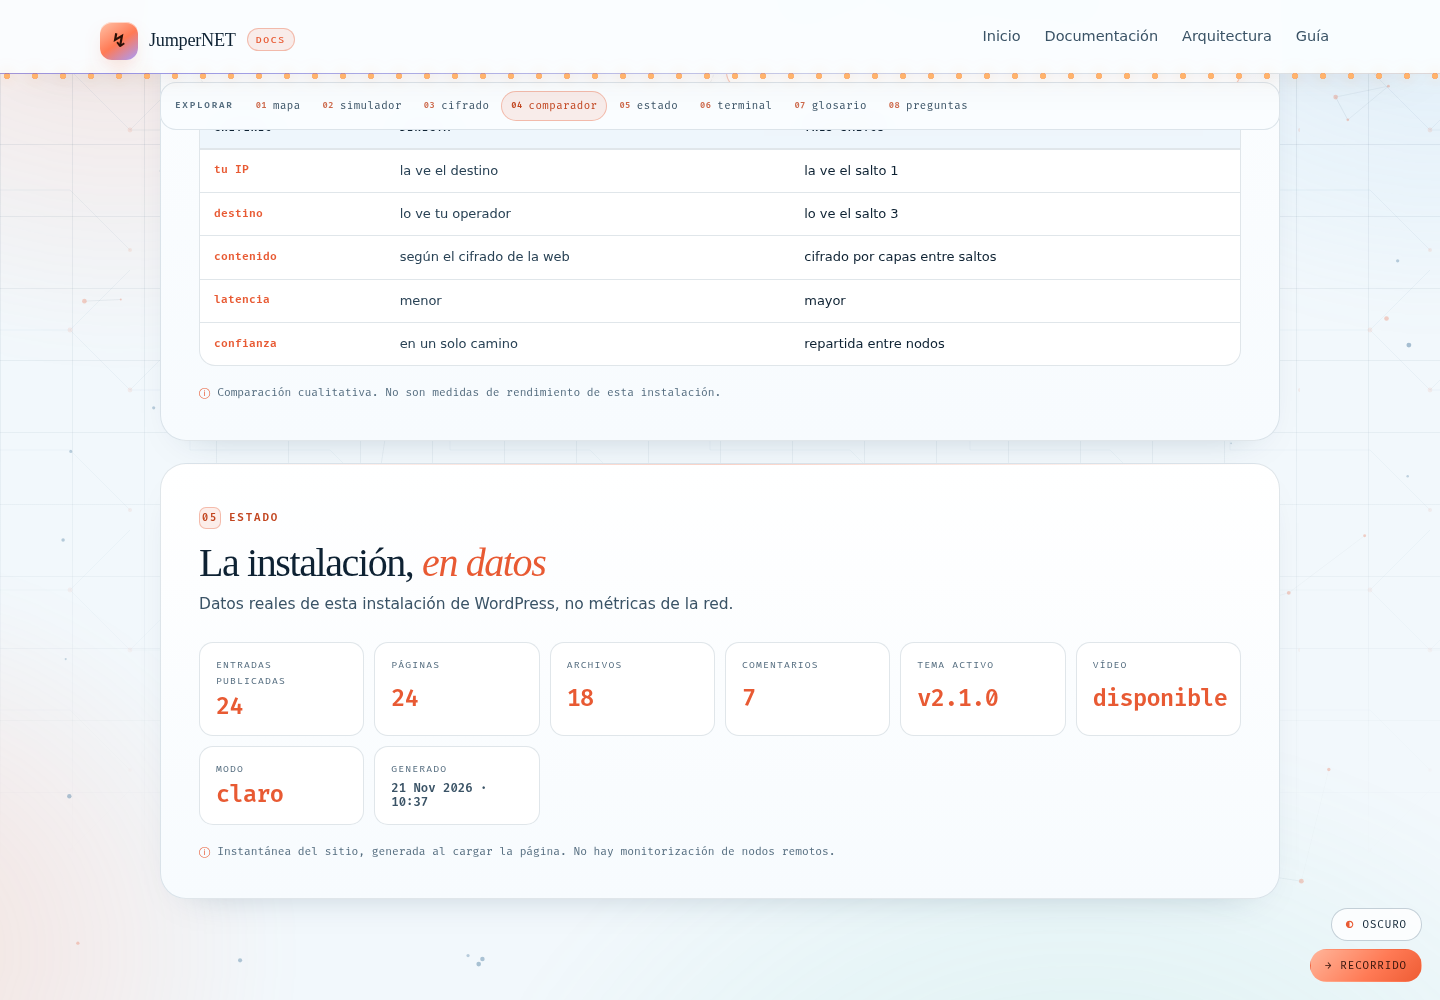 JumperNET DOCS
Inicio Documentación Arquitectura Guía
EXPLORAR 01 mapa 02 simulador 03 cifrado 04 comparador 05 estado 06 terminal 07 glosario 08 preguntas
tu IP la ve el destino la ve el salto 1
destino lo ve tu operador lo ve el salto 3
contenido según el cifrado de la web cifrado por capas entre saltos
latencia menor mayor
confianza en un solo camino repartida entre nodos
Comparación cualitativa. No son medidas de rendimiento de esta instalación.
05 ESTADO
La instalación, en datos
Datos reales de esta instalación de WordPress, no métricas de la red.
ENTRADAS PUBLICADAS
24
PÁGINAS
24
ARCHIVOS
18
COMENTARIOS
7
TEMA ACTIVO
v2.1.0
VÍDEO
disponible
MODO
claro
GENERADO
21 Nov 2026 ·
10:37
Instantánea del sitio, generada al cargar la página. No hay monitorización de nodos remotos.
OSCURO
→ RECORRIDO